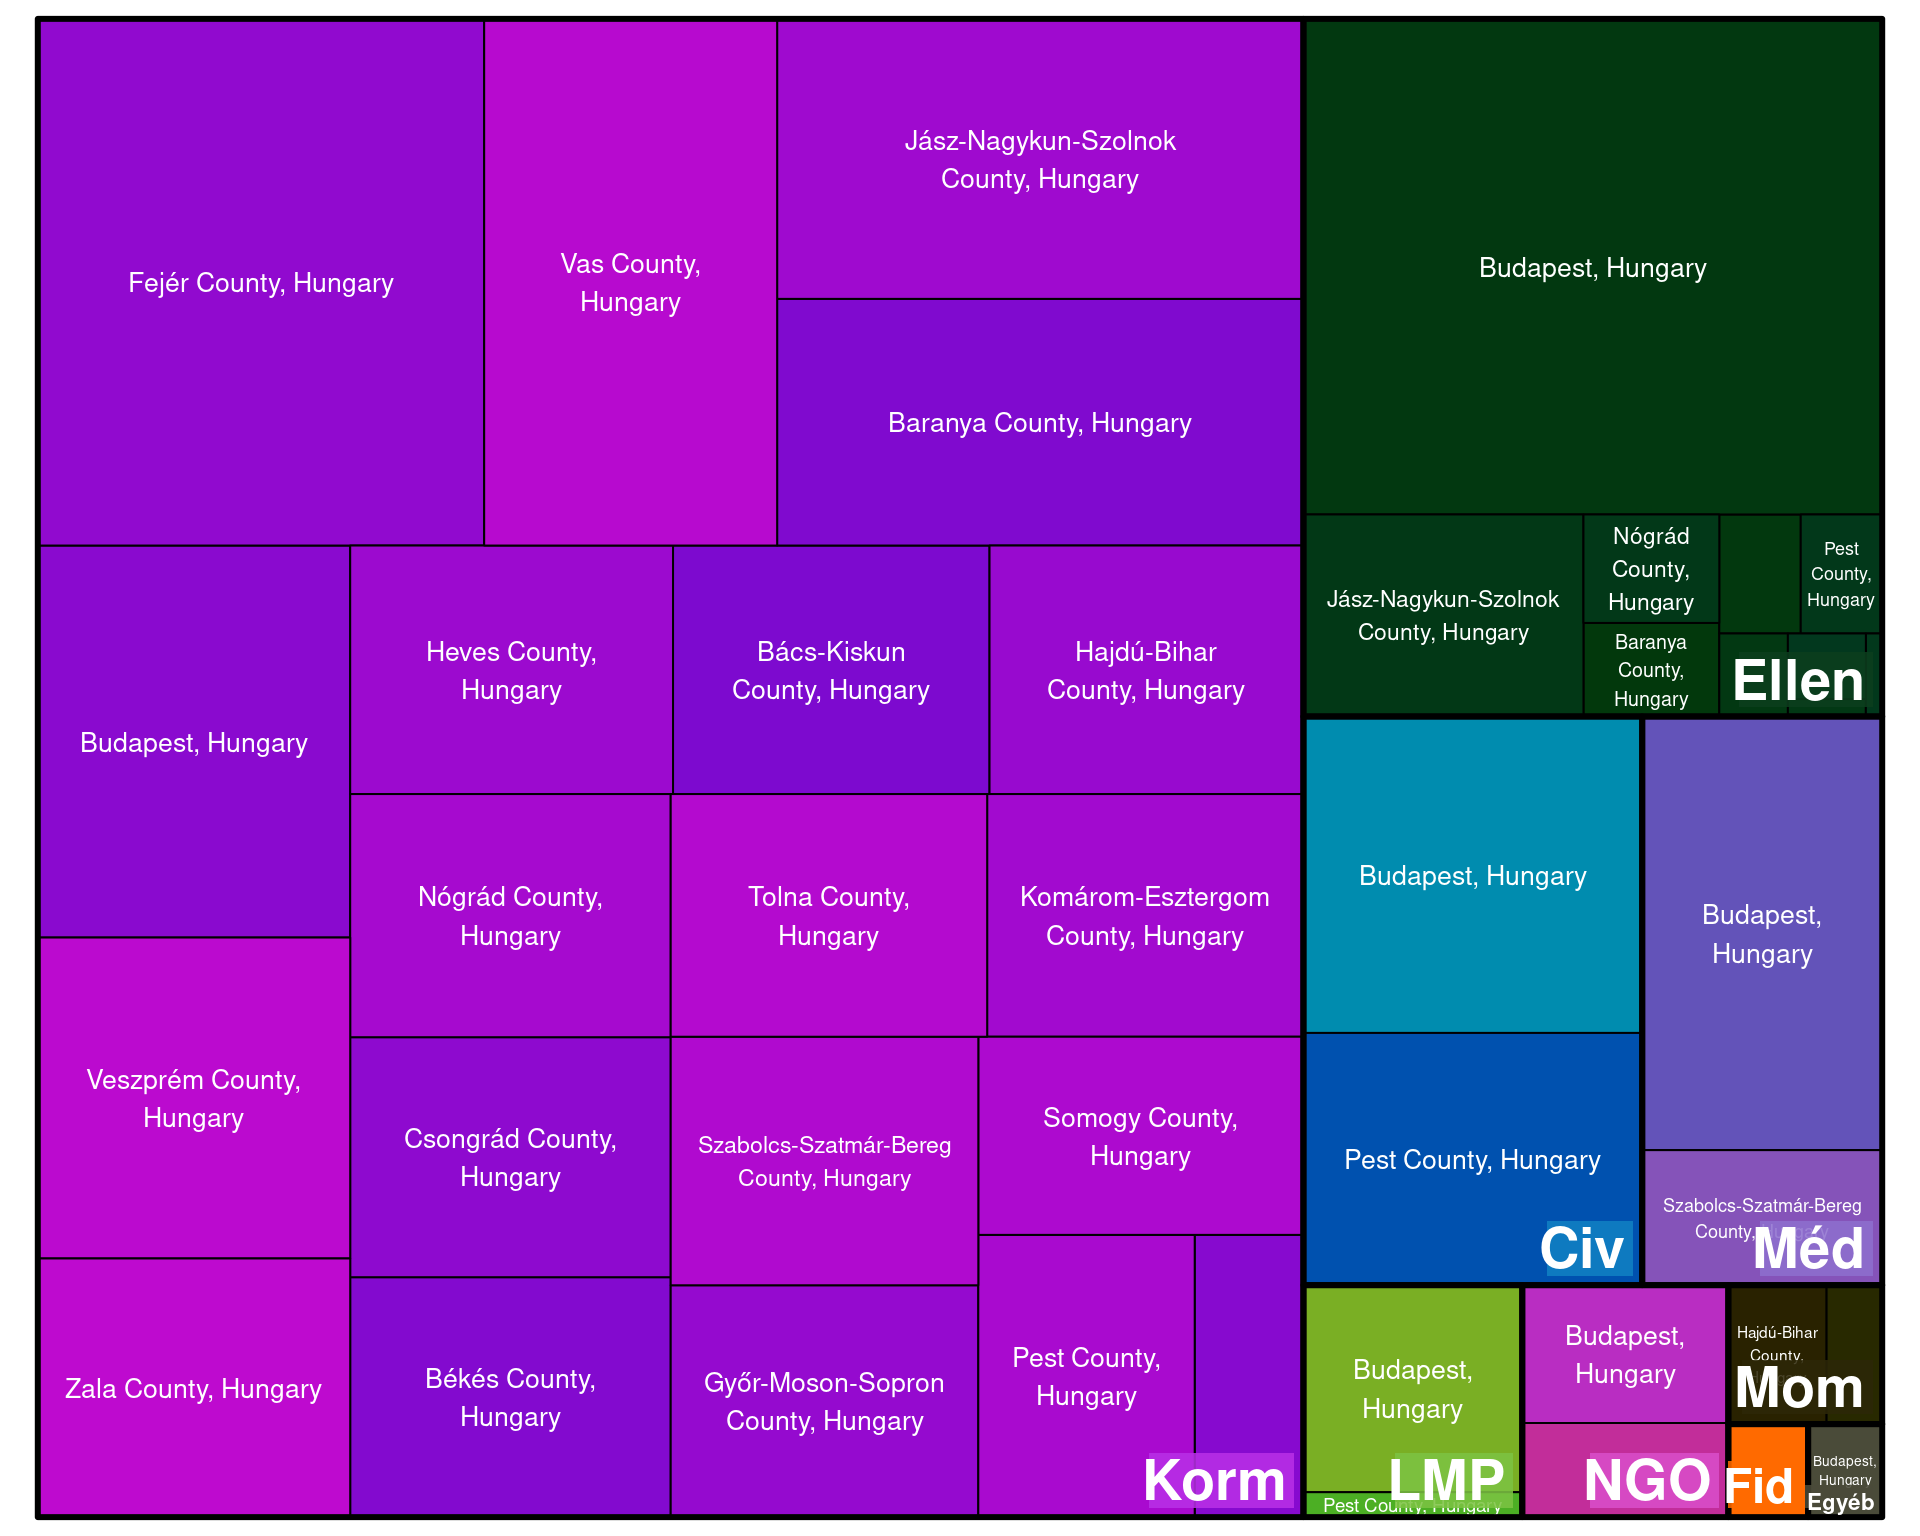 Fejér County, Hungary
Vas County,
Hungary
Jász-Nagykun-Szolnok
County, Hungary
Baranya County, Hungary
Budapest, Hungary
Heves County,
Hungary
Bács-Kiskun
County, Hungary
Hajdú-Bihar
County, Hungary
Nógrád County,
Hungary
Tolna County,
Hungary
Komárom-Esztergom
County, Hungary
Veszprém County,
Hungary
Csongrád County,
Hungary
Szabolcs-Szatmár-Bereg
County, Hungary
Somogy County,
Hungary
Zala County, Hungary
Békés County,
Hungary
Győr-Moson-Sopron
County, Hungary
Pest County,
Hungary
Korm
Budapest, Hungary
Jász-Nagykun-Szolnok
County, Hungary
Nógrád
County,
Hungary
Baranya
County,
Hungary
Pest
County,
Hungary
Ellen
Budapest, Hungary
Pest County, Hungary
Civ
Budapest,
Hungary
Szabolcs-Szatmár-Bereg
County, Hungary
Méd
Budapest,
Hungary
Pest County, Hungary
LMP
Budapest,
Hungary
NGO
Hajdú-Bihar
County,
Mom
Fid
Budapest,
Hungary
Egyéb